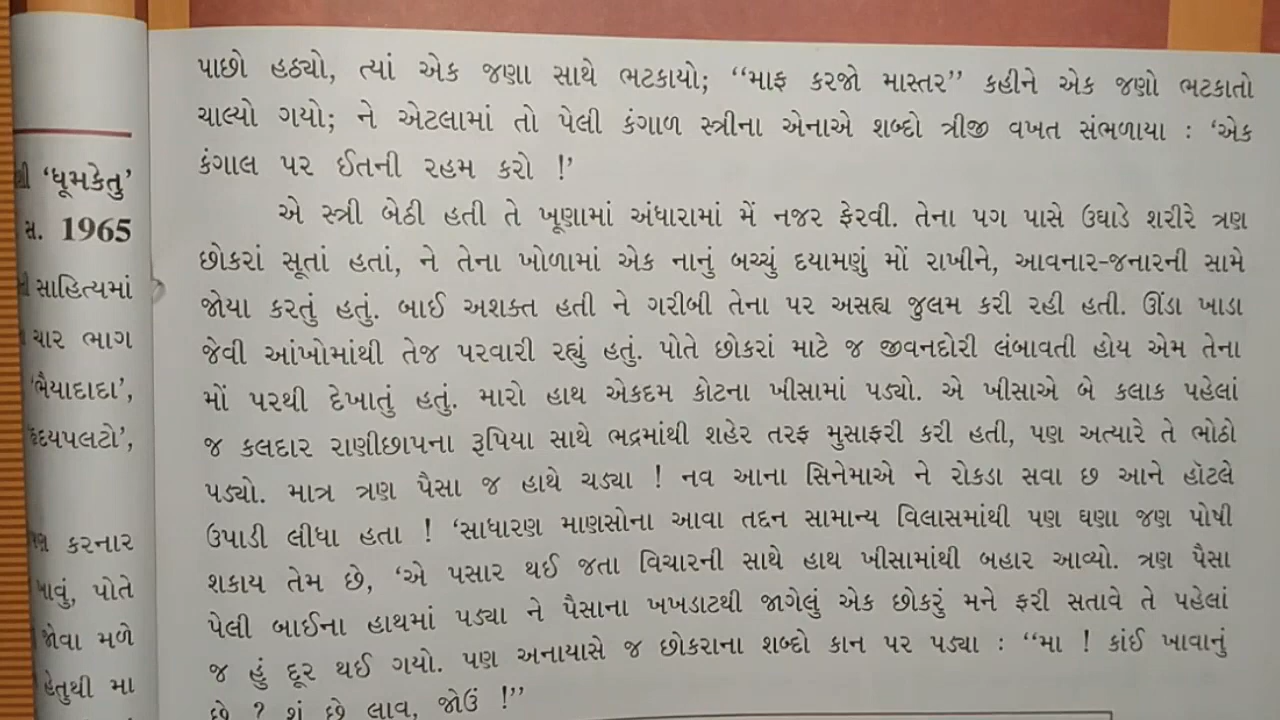 પાછો હઠ્યો, ત્યાં એક જણા સાથે ભટકાયો; “માફ કરજો માસ્તર” કહીને એક જણો ભટકાતો
ચાલ્યો ગયો; ને એટલામાં તો પેલી કંગાળ સ્ત્રીના એનાએ શબ્દો ત્રીજી વખત સંભળાયા : ‘એક
કંગાલ પર ઈતની રહમ કરો !’
એ સ્ત્રી બેઠી હતી તે ખૂણામાં અંધારામાં મેં નજર ફેરવી. તેના પગ પાસે ઉઘાડે શરીરે ત્રણ
છોકરાં સૂતાં હતાં, ને તેના ખોળામાં એક નાનું બચ્ચું દયામણું મોં રાખીને, આવનાર-જનારની સામે
જોયા કરતું હતું. બાઈ અશક્ત હતી ને ગરીબી તેના પર અસહ્ય જુલમ કરી રહી હતી. ઊંડા ખાડા
જેવી આંખોમાંથી તેજ પરવારી રહ્યું હતું. પોતે છોકરાં માટે જ જીવનદોરી લંબાવતી હોય એમ તેના
મોં પરથી દેખાતું હતું. મારો હાથ એકદમ કોટના ખીસામાં પડ્યો. એ ખીસાએ બે કલાક પહેલાં
જ કલદાર રાણીછાપના રૂપિયા સાથે ભદ્રમાંથી શહેર તરફ મુસાફરી કરી હતી, પણ અત્યારે તે ભોઠો
પડ્યો. માત્ર ત્રણ પૈસા જ હાથે ચડ્યા ! નવ આના સિનેમાએ ને રોકડા સવા છ આને હૉટલે
ઉપાડી લીધા હતા ! ‘સાધારણ માણસોના આવા તદ્દન સામાન્ય વિલાસમાંથી પણ ઘણા જણ પોષી
શકાય તેમ છે, ‘એ પસાર થઈ જતા વિચારની સાથે હાથ ખીસામાંથી બહાર આવ્યો. ત્રણ પૈસા
પેલી બાઈના હાથમાં પડ્યા ને પૈસાના ખખડાટથી જાગેલું એક છોકરું મને ફરી સતાવે તે પહેલાં
જ હું દૂર થઈ ગયો. પણ અનાયાસે જ છોકરાના શબ્દો કાન પર પડ્યા : “મા ! કાંઈ ખાવાનું
છે ? શું છે લાવ, જોઉં !”
‘ધૂમકેતુ’
સ. 1965
સાહિત્યમાં
ચાર ભાગ
‘ભૈયાદાદા’,
‘હૃદયપલટો’,
કરનાર
પોતે
જોવા મળે
હેતુથી મા